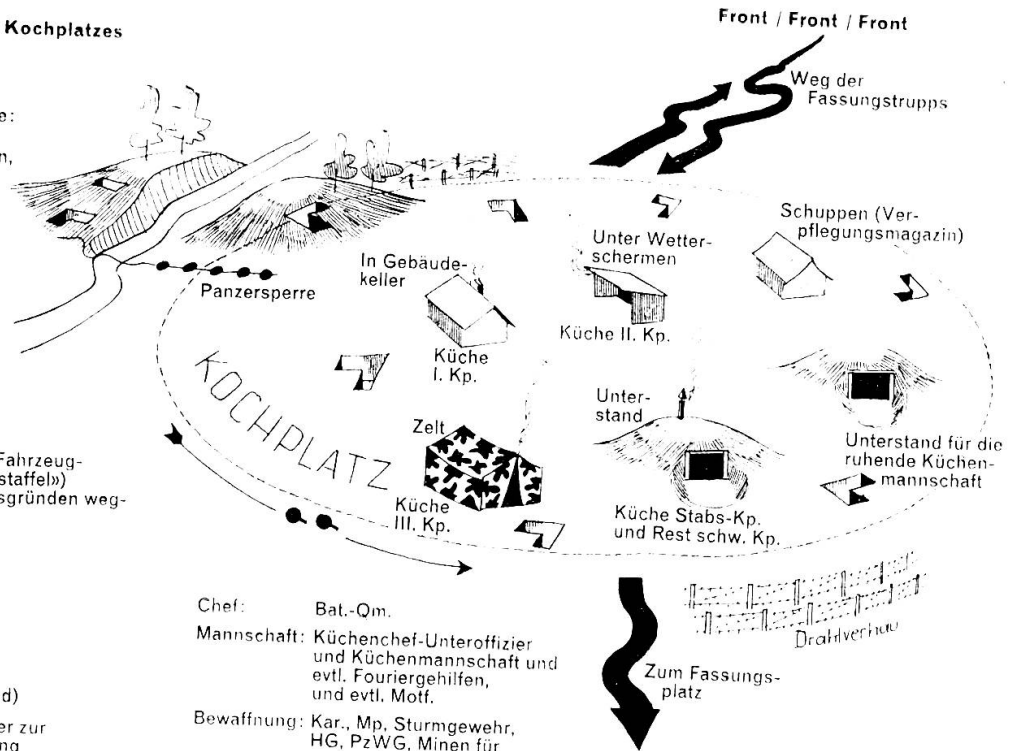 Kochplatzes
Front / Front / Front
Weg der
Fassungstrupps
Schuppen (Ver-
pflegungsmagazin)
Unter Wetter-
schermen
In Gebäude-
keller
Panzersperre
Küche II. Kp.
Küche
I. Kp.
KOCHPLATZ
Zelt
Unter-
stand
Küche
III. Kp.
Küche Stabs-Kp.
und Rest schw. Kp.
Unterstand für die
ruhende Küchen-
mannschaft
Fahrzeug-
staffel»)
sgründen weg-
Drahtverhau
Zum Fassungs-
platz
Chef: Bat.-Qm.
Mannschaft: Küchenchef-Unteroffizier
und Küchenmannschaft und
evtl. Fouriergehilfen,
und evtl. Motf.
Bewaffnung: Kar., Mp, Sturmgewehr,
HG, PzWG, Minen für
d)
er zur
ng